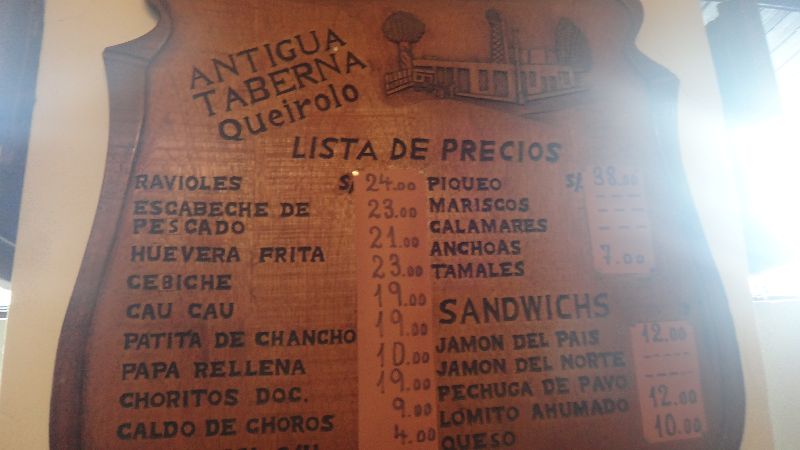 ANTIGUA
TABERNA
Queirolo
LISTA DE PRECIOS
RAVIOLES S/. 24.00
ESCABECHE DE
PESCADO 23.00
HUEVERA FRITA 21.00
CEBICHE 23.00
CAU CAU 19.00
PATITA DE CHANCHO 19.00
PAPA RELLENA 10.00
CHORITOS DOC. 19.00
CALDO DE CHOROS 9.00
4.00
PIQUEO S/. 38.00
MARISCOS - - -
CALAMARES - - -
ANCHOAS
TAMALES 7.00
SANDWICHS
JAMON DEL PAIS 12.00
JAMON DEL NORTE - - -
PECHUGA DE PAVO - - -
LOMITO AHUMADO 12.00
QUESO 10.00